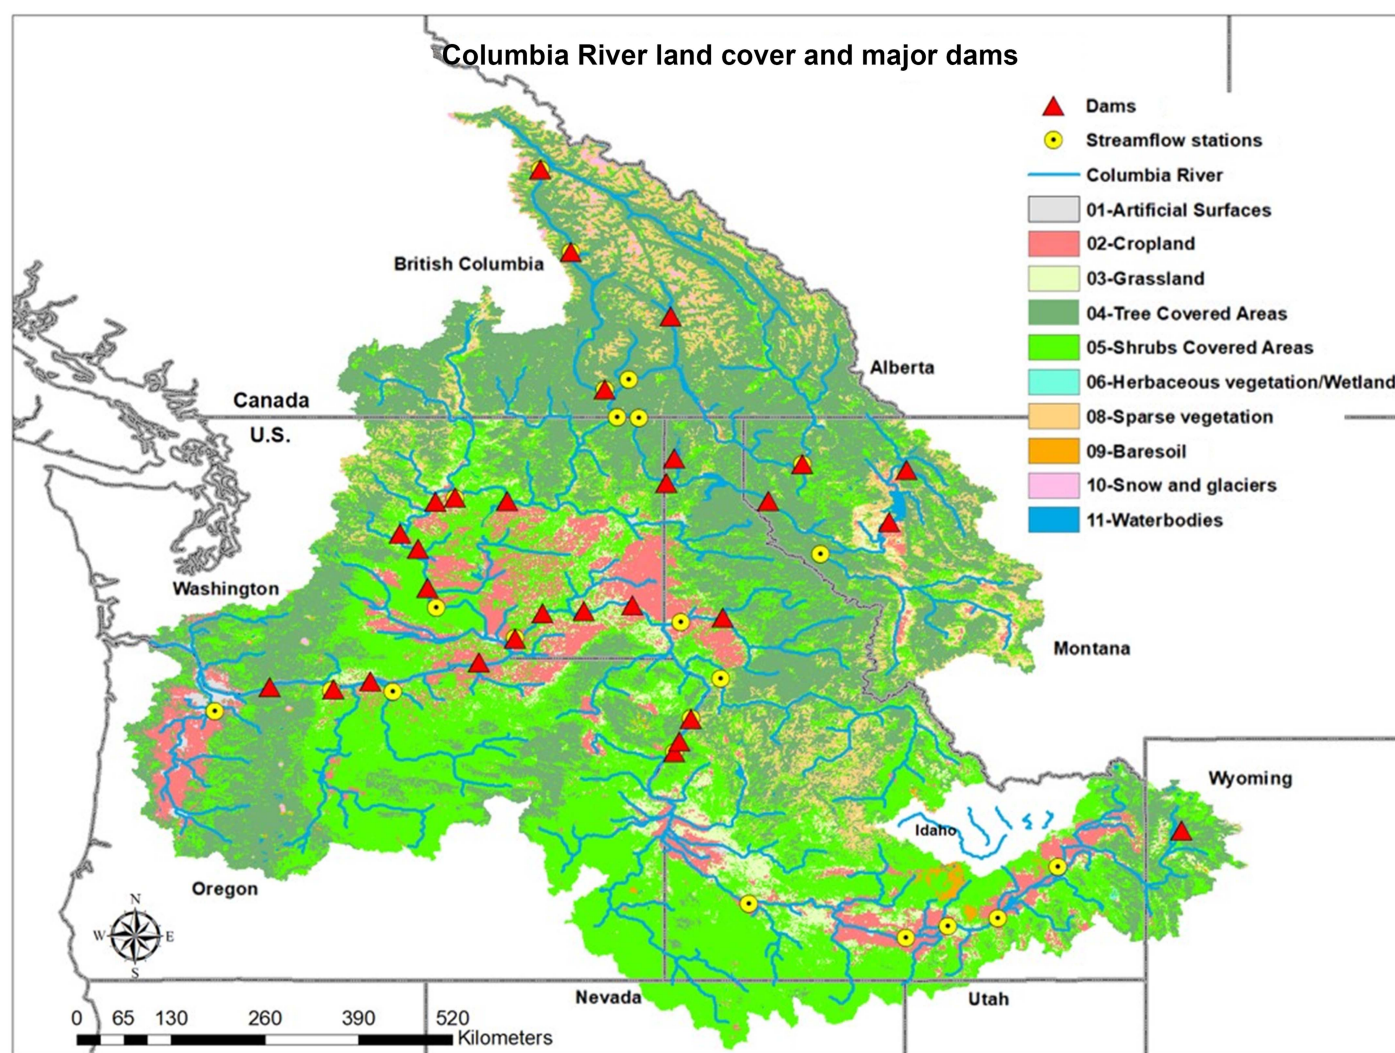 Columbia River land cover and major dams
Dams
Streamflow stations
Columbia River
01-Artificial Surfaces
02-Cropland
03-Grassland
04-Tree Covered Areas
05-Shrubs Covered Areas
06-Herbaceous vegetation/Wetland
08-Sparse vegetation
09-Baresoil
10-Snow and glaciers
11-Waterbodies
British Columbia
Alberta
Canada
U.S.
Washington
Montana
Wyoming
Idaho
Oregon
N
W E
S
Nevada
Utah
0 65 130 260 390 520
Kilometers